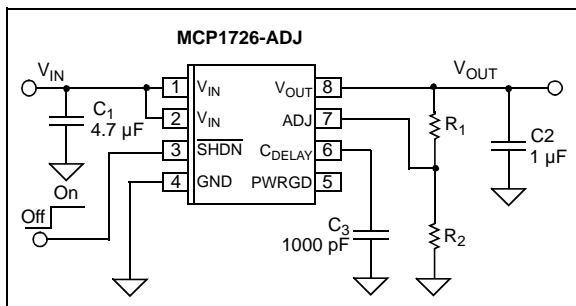 MCP1726-ADJ
V_IN
C_1
4.7 µF
On
Off
1
2
3
4
V_IN
V_IN
SHDN
GND
V_OUT
ADJ
C_DELAY
PWRGD
8
7
6
5
C_3
1000 pF
V_OUT
R_1
R_2
C2
1 µF